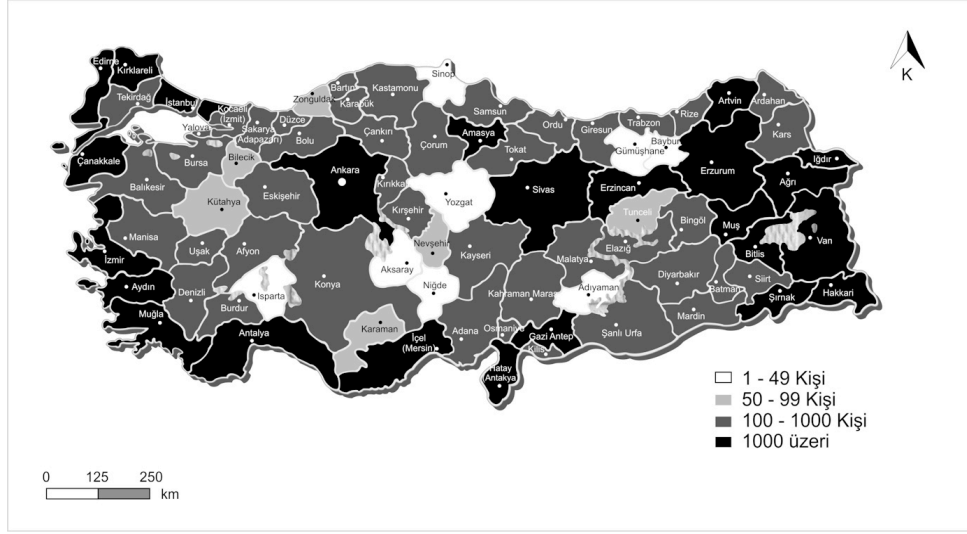 K
Edirne
Kırklareli
Tekirdağ
İstanbul
Kocaeli
(İzmit)
Yalova
Sakarya
(Adapazarı)
Düzce
Zonguldak
Bartın
Karabük
Kastamonu
Sinop
Samsun
Ordu
Giresun
Trabzon
Rize
Artvin
Ardahan
Kars
Çankırı
Bolu
Çorum
Amasya
Tokat
Gümüşhane
Bayburt
Erzurum
Iğdır
Ağrı
Çanakkale
Bursa
Bilecik
Balıkesir
Kütahya
Eskişehir
Ankara
Kırıkkale
Yozgat
Sivas
Erzincan
Tunceli
Bingöl
Muş
Bitlis
Van
Manisa
Uşak
Afyon
Kırşehir
Nevşehir
Kayseri
Malatya
Elazığ
Diyarbakır
Batman
Siirt
Şırnak
Hakkari
İzmir
Aydın
Denizli
Burdur
Isparta
Konya
Aksaray
Niğde
Kahraman Maraş
Adıyaman
Mardin
Şanlı Urfa
Muğla
Antalya
Karaman
İçel
(Mersin)
Adana
Osmaniye
Gazi Antep
Kilis
Hatay
Antakya
1 - 49 Kişi
50 - 99 Kişi
100 - 1000 Kişi
1000 üzeri
0 125 250
km